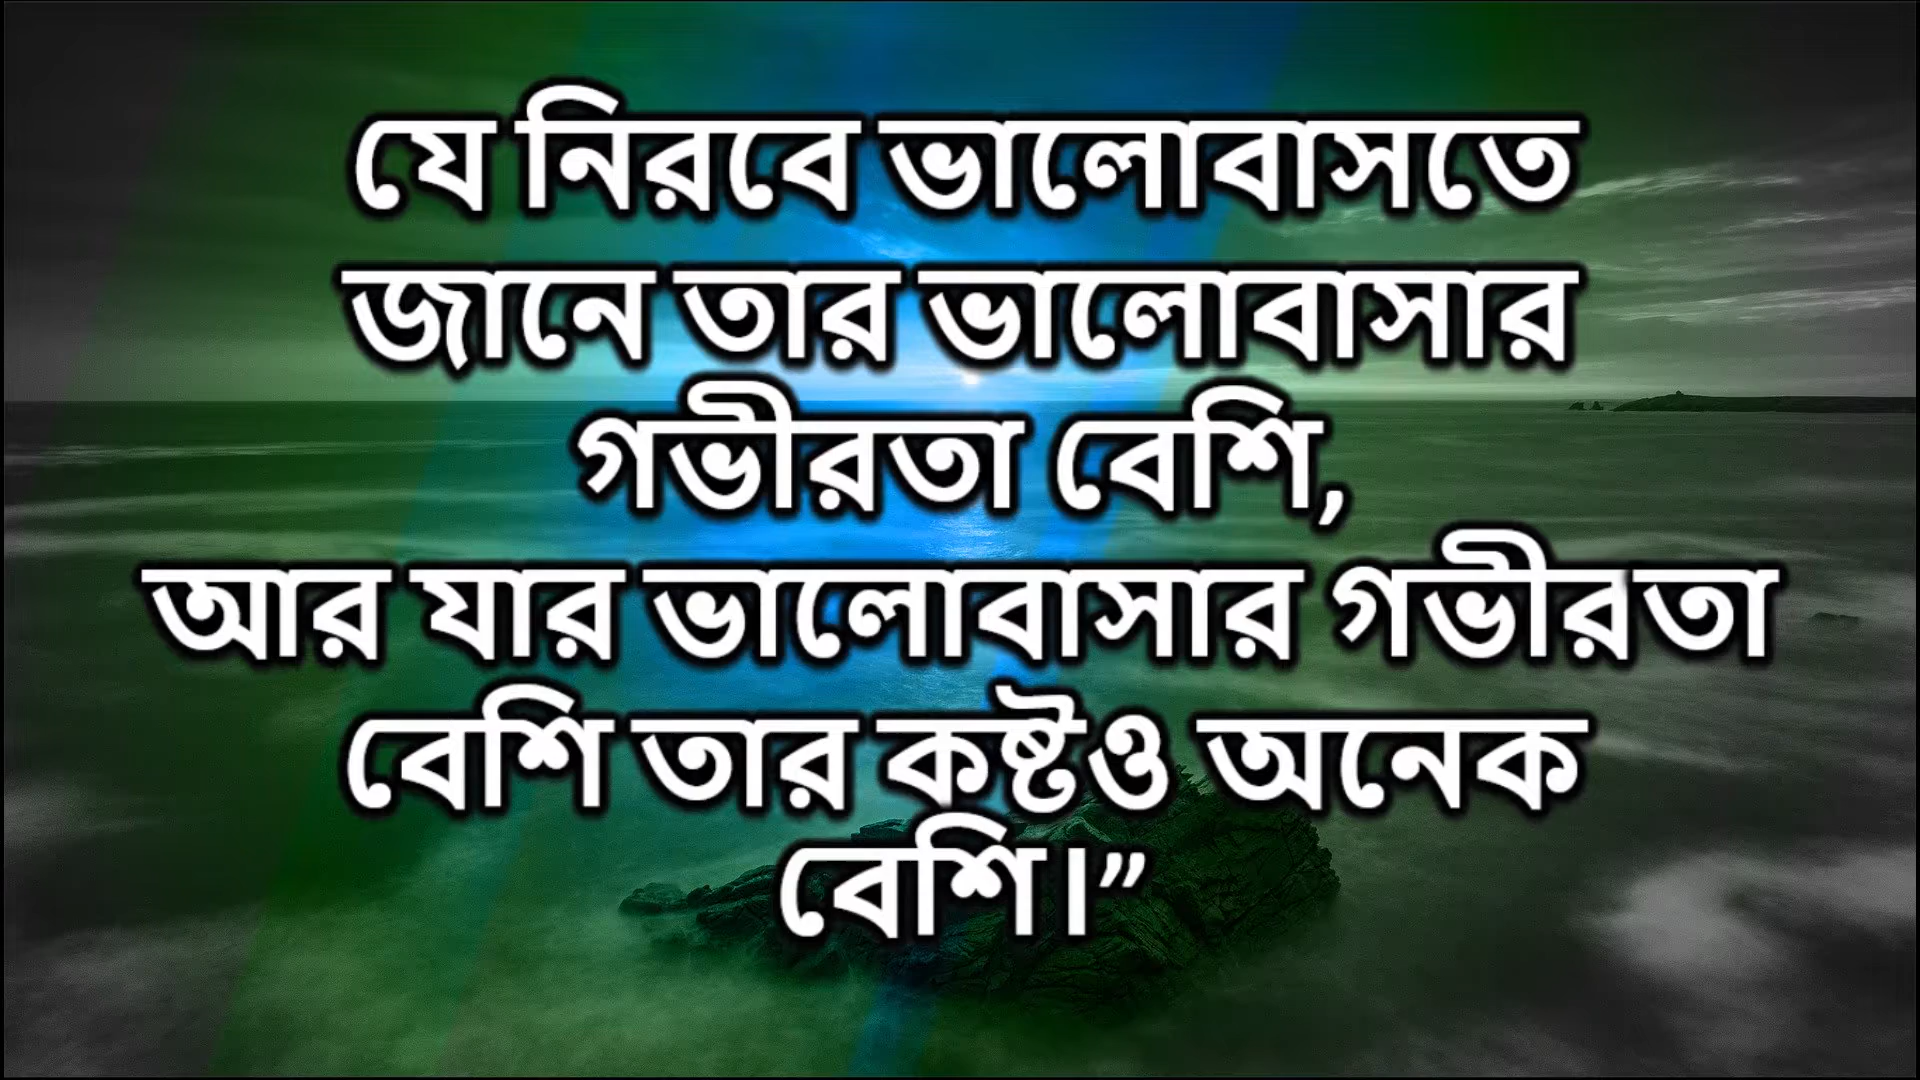 যে নিরবে ভালোবাসতে
জানে তার ভালোবাসার
গভীরতা বেশি,
আর যার ভালোবাসার গভীরতা
বেশি তার কষ্টও অনেক
বেশি।”